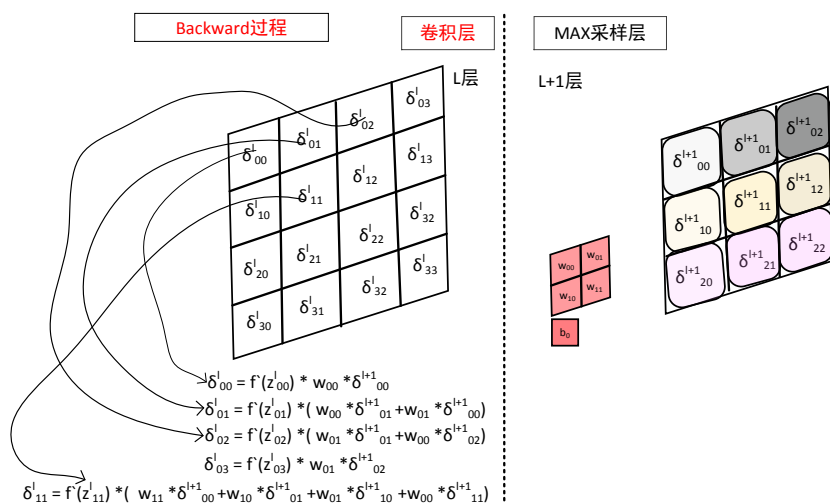 Backward过程
卷积层
MAX采样层
L层
L+1层
δˡ₀₀ δˡ₀₁ δˡ₀₂ δˡ₀₃
δˡ₁₀ δˡ₁₁ δˡ₁₂ δˡ₁₃
δˡ₂₀ δˡ₂₁ δˡ₂₂ δˡ₃₂
δˡ₃₀ δˡ₃₁ δˡ₃₂ δˡ₃₃
δˡ⁺¹₀₀ δˡ⁺¹₀₁ δˡ⁺¹₀₂
δˡ⁺¹₁₀ δˡ⁺¹₁₁ δˡ⁺¹₁₂
δˡ⁺¹₂₀ δˡ⁺¹₂₁ δˡ⁺¹₂₂
w₀₀ w₀₁
w₁₀ w₁₁
b₀
δˡ₀₀ = f`(zˡ₀₀) * w₀₀ *δˡ⁺¹₀₀
δˡ₀₁ = f`(zˡ₀₁) *( w₀₀ *δˡ⁺¹₀₁ +w₀₁ *δˡ⁺¹₀₀)
δˡ₀₂ = f`(zˡ₀₂) *( w₀₁ *δˡ⁺¹₀₁ +w₀₀ *δˡ⁺¹₀₂)
δˡ₀₃ = f`(zˡ₀₃) * w₀₁ *δˡ⁺¹₀₂
δˡ₁₁ = f`(zˡ₁₁) *( w₁₁ *δˡ⁺¹₀₀ +w₁₀ *δˡ⁺¹₀₁ +w₀₁ *δˡ⁺¹₁₀ +w₀₀ *δˡ⁺¹₁₁)